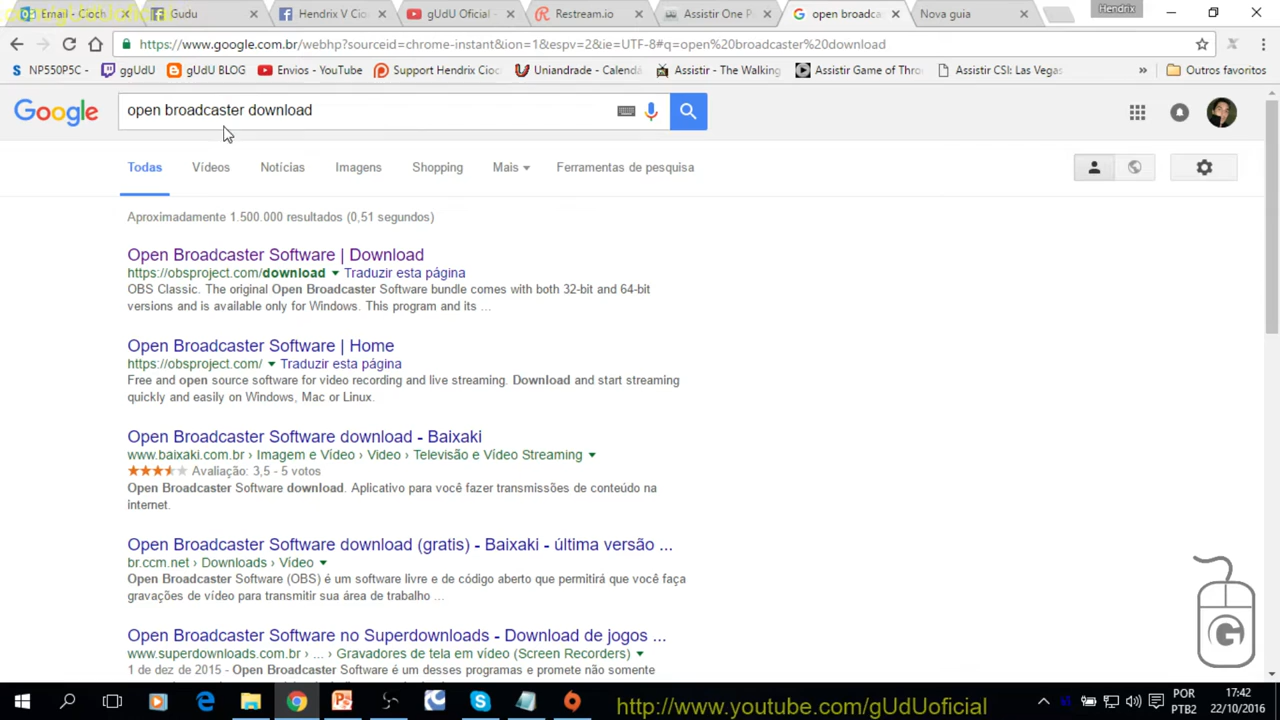 Email - Cioch
Gudu
Hendrix V Cioc
gUdU Oficial -
Restream.io
Assistir One
open broadca
Nova guia
Hendrix
https://www.google.com.br/webhp?sourceid=chrome-instant&ion=1&espv=2&ie=UTF-8#q=open%20broadcaster%20download
NP550P5C -
ggUdU
gUdU BLOG
Envios - YouTube
Support Hendrix Cioc
Uniandrade - Calenda
Assistir - The Walking
Assistir Game of Thro
Assistir CSI: Las Vegas
»
Outros favoritos
Google
open broadcaster download
Todas
Vídeos
Notícias
Imagens
Shopping
Mais
Ferramentas de pesquisa
Aproximadamente 1.500.000 resultados (0,51 segundos)
Open Broadcaster Software | Download
https://obsproject.com/download Traduzir esta página
OBS Classic. The original Open Broadcaster Software bundle comes with both 32-bit and 64-bit
versions and is available only for Windows. This program and its ...
Open Broadcaster Software | Home
https://obsproject.com/ Traduzir esta página
Free and open source software for video recording and live streaming. Download and start streaming
quickly and easily on Windows, Mac or Linux.
Open Broadcaster Software download - Baixaki
www.baixaki.com.br › Imagem e Vídeo › Video › Televisão e Vídeo Streaming
Avaliação: 3,5 - 5 votos
Open Broadcaster Software download. Aplicativo para você fazer transmissões de conteúdo na
internet.
Open Broadcaster Software download (gratis) - Baixaki - última versão ...
br.ccm.net › Downloads › Vídeo
Open Broadcaster Software (OBS) é um software livre e de código aberto que permitirá que você faça
gravações de vídeo para transmitir sua área de trabalho ...
Open Broadcaster Software no Superdownloads - Download de jogos ...
www.superdownloads.com.br › ... › Gravadores de tela em vídeo (Screen Recorders)
1 de dez de 2015 - Open Broadcaster Software é um desses programas e promete não somente
G
http://www.youtube.com/gUdUoficial
POR
PTB2
17:42
22/10/2016